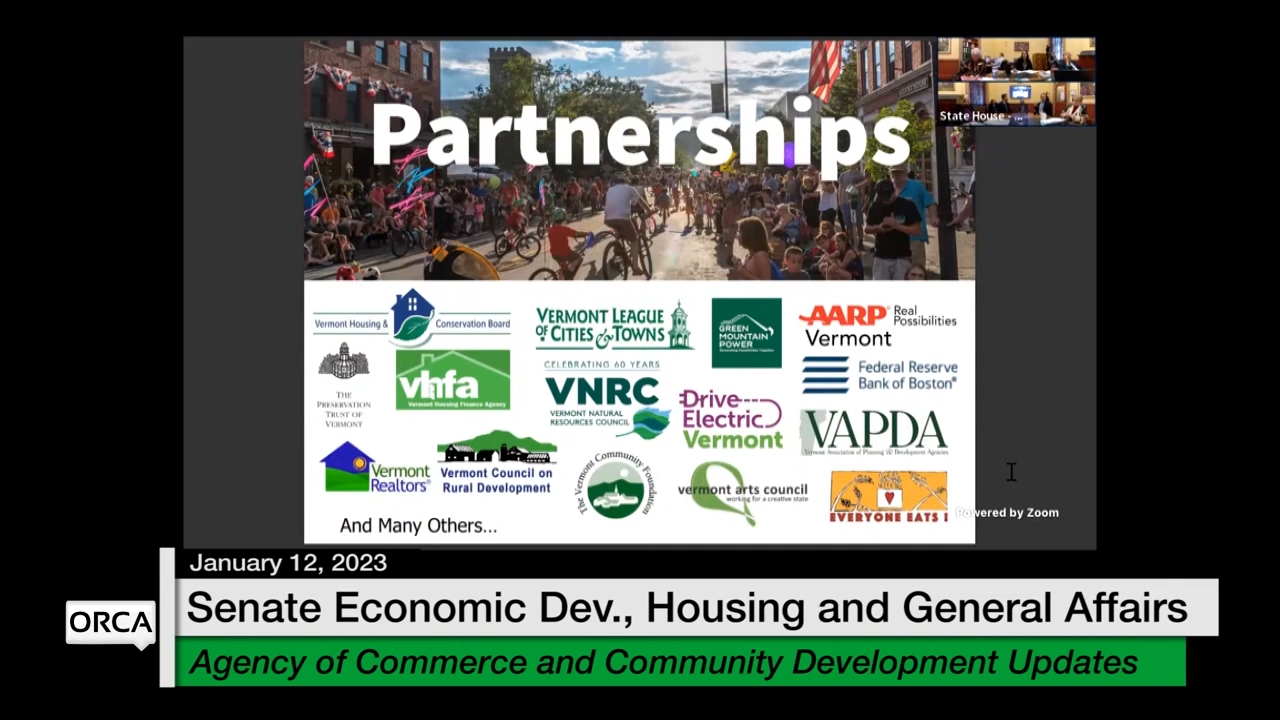 Partnerships
State House -
Vermont Housing &
Conservation Board
VERMONT LEAGUE
OF CITIES & TOWNS
GREEN
MOUNTAIN
POWER
AARP Real
Possibilities
Vermont
THE
PRESERVATION
TRUST OF
VERMONT
vhfa
Vermont Housing Finance Agency
CELEBRATING 60 YEARS
VNRC
VERMONT NATURAL
RESOURCES COUNCIL
Drive
Electric
Vermont
Federal Reserve
Bank of Boston®
VAPDA
Vermont Association of Planning & Development Agencies
Vermont
Realtors®
Vermont Council on
Rural Development
The Vermont Community Foundation
vermont arts council
working for a creative state
EVERYONE EATS !
And Many Others...
Powered by Zoom
January 12, 2023
ORCA
Senate Economic Dev., Housing and General Affairs
Agency of Commerce and Community Development Updates